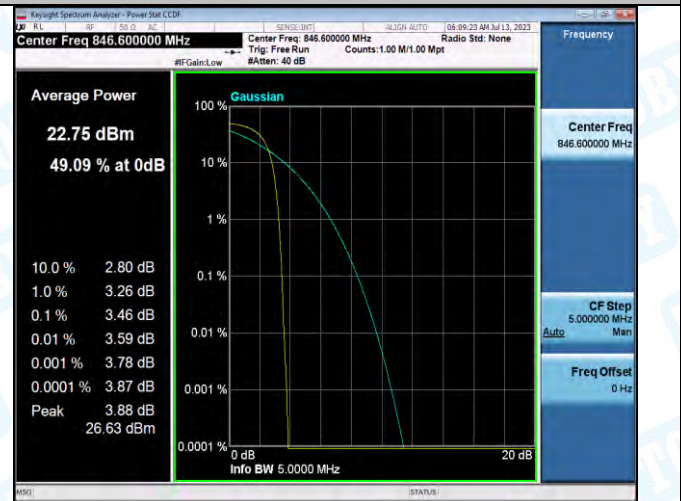 Keysight Spectrum Analyzer - Power Stat CCDF
RL RF 50 Ω AC SENSE:INT ALIGN AUTO 06:09:23 AM Jul 13, 2023
Center Freq 846.600000 MHz
Center Freq: 846.600000 MHz Radio Std: None
Trig: Free Run Counts:1.00 M/1.00 Mpt
#IFGain:Low #Atten: 40 dB
Frequency
Average Power
22.75 dBm
49.09 % at 0dB
10.0 % 2.80 dB
1.0 % 3.26 dB
0.1 % 3.46 dB
0.01 % 3.59 dB
0.001 % 3.78 dB
0.0001 % 3.87 dB
Peak 3.88 dB
26.63 dBm
Gaussian
100 %
10 %
1 %
0.1 %
0.01 %
0.001 %
0.0001 %
0 dB 20 dB
Info BW 5.0000 MHz
Center Freq
846.600000 MHz
CF Step
5.000000 MHz
Auto Man
Freq Offset
0 Hz
MSG STATUS